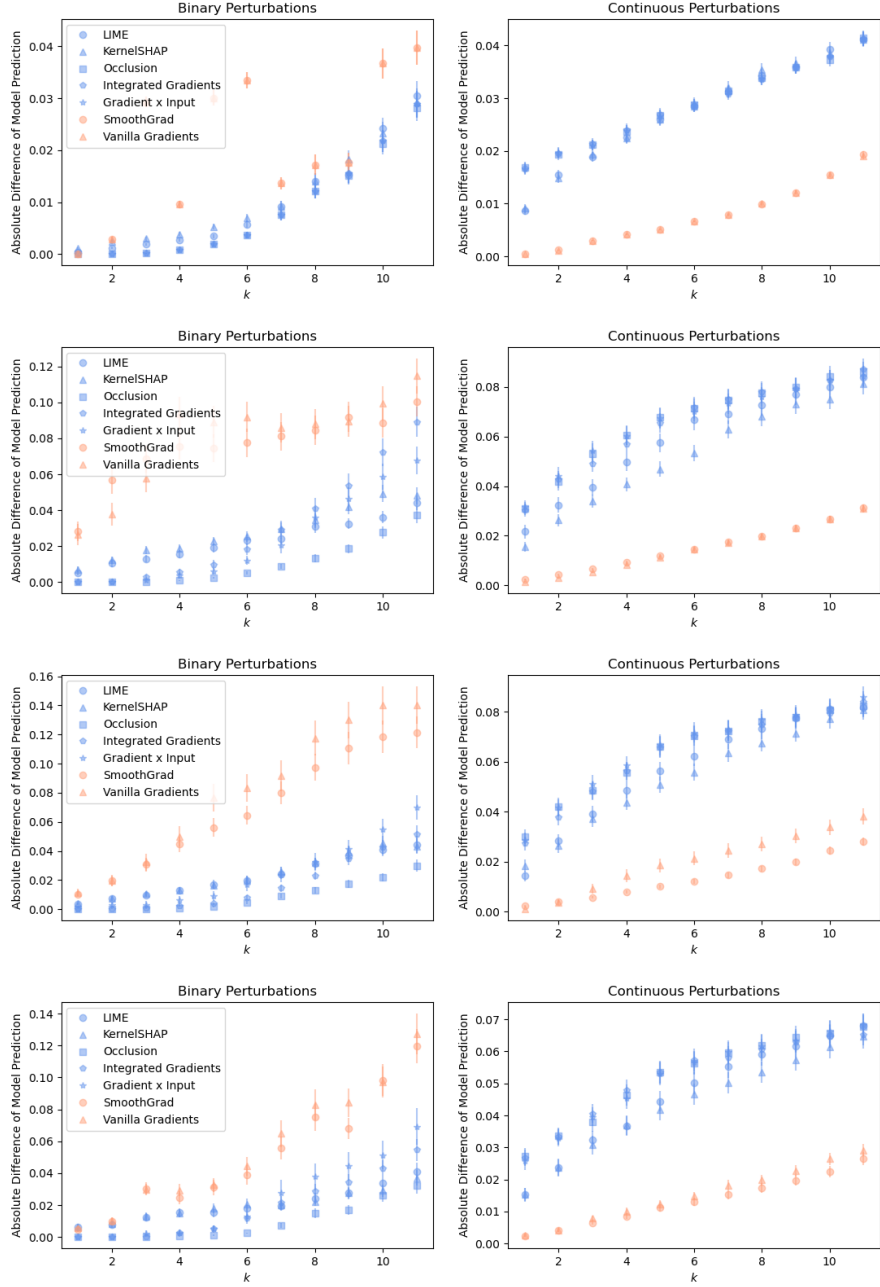 Binary Perturbations
Absolute Difference of Model Prediction
0.04
0.03
0.02
0.01
0.00
LIME
KernelSHAP
Occlusion
Integrated Gradients
Gradient x Input
SmoothGrad
Vanilla Gradients
2 4 6 8 10
k
Continuous Perturbations
Absolute Difference of Model Prediction
0.04
0.03
0.02
0.01
0.00
2 4 6 8 10
k
Binary Perturbations
Absolute Difference of Model Prediction
0.12
0.10
0.08
0.06
0.04
0.02
0.00
LIME
KernelSHAP
Occlusion
Integrated Gradients
Gradient x Input
SmoothGrad
Vanilla Gradients
2 4 6 8 10
k
Continuous Perturbations
Absolute Difference of Model Prediction
0.08
0.06
0.04
0.02
0.00
2 4 6 8 10
k
Binary Perturbations
Absolute Difference of Model Prediction
0.16
0.14
0.12
0.10
0.08
0.06
0.04
0.02
0.00
LIME
KernelSHAP
Occlusion
Integrated Gradients
Gradient x Input
SmoothGrad
Vanilla Gradients
2 4 6 8 10
k
Continuous Perturbations
Absolute Difference of Model Prediction
0.08
0.06
0.04
0.02
0.00
2 4 6 8 10
k
Binary Perturbations
Absolute Difference of Model Prediction
0.14
0.12
0.10
0.08
0.06
0.04
0.02
0.00
LIME
KernelSHAP
Occlusion
Integrated Gradients
Gradient x Input
SmoothGrad
Vanilla Gradients
2 4 6 8 10
k
Continuous Perturbations
Absolute Difference of Model Prediction
0.07
0.06
0.05
0.04
0.03
0.02
0.01
0.00
2 4 6 8 10
k